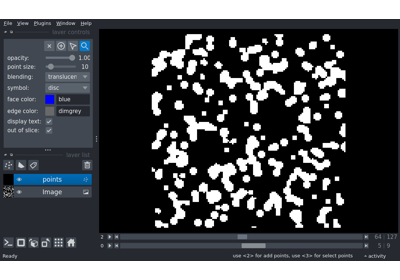 File View Plugins Window Help
layer controls
opacity: 1.00
point size: 10
blending: translucen
symbol: disc
face color: blue
edge color: dimgrey
display text:
out of slice:
layer list
points
Image
2 64 127
0 5 9
Ready use <2> for add points, use <3> for select points activity